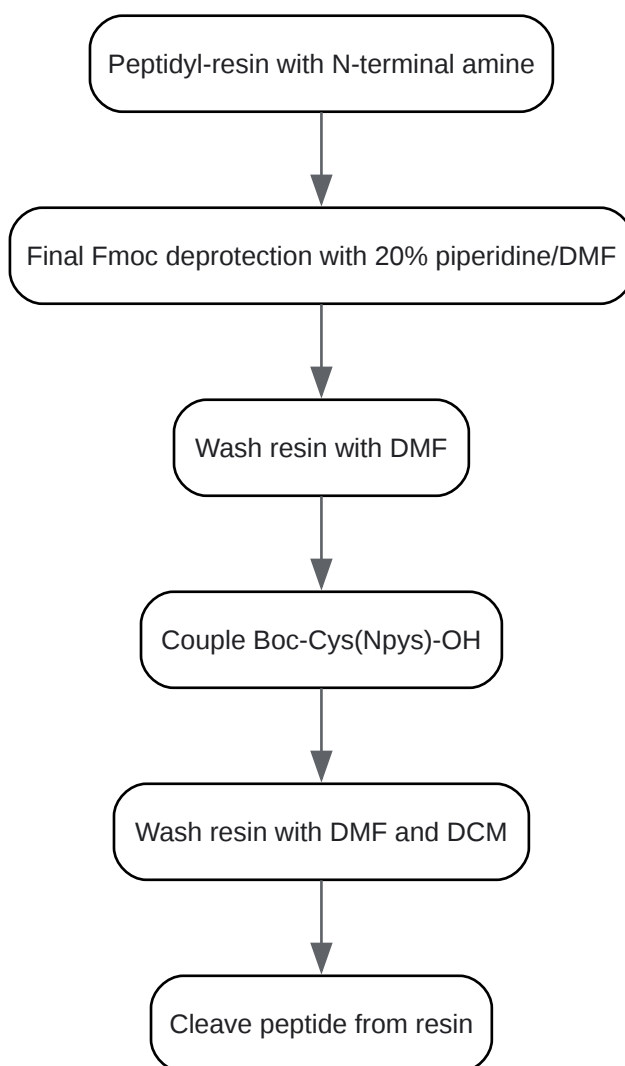 Peptidyl-resin with N-terminal amine
Final Fmoc deprotection with 20% piperidine/DMF
Wash resin with DMF
Couple Boc-Cys(Npys)-OH
Wash resin with DMF and DCM
Cleave peptide from resin